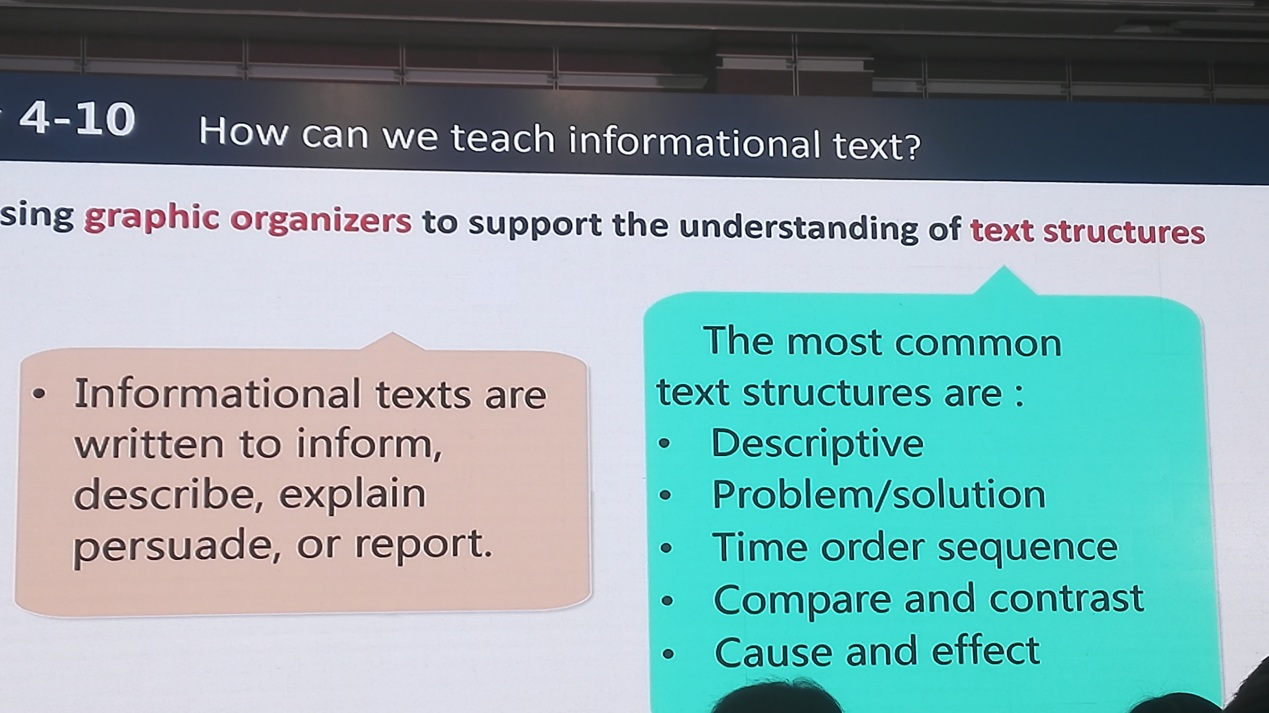 4-10 How can we teach informational text?
sing graphic organizers to support the understanding of text structures
• Informational texts are
written to inform,
describe, explain
persuade, or report.
The most common
text structures are :
• Descriptive
• Problem/solution
• Time order sequence
• Compare and contrast
• Cause and effect